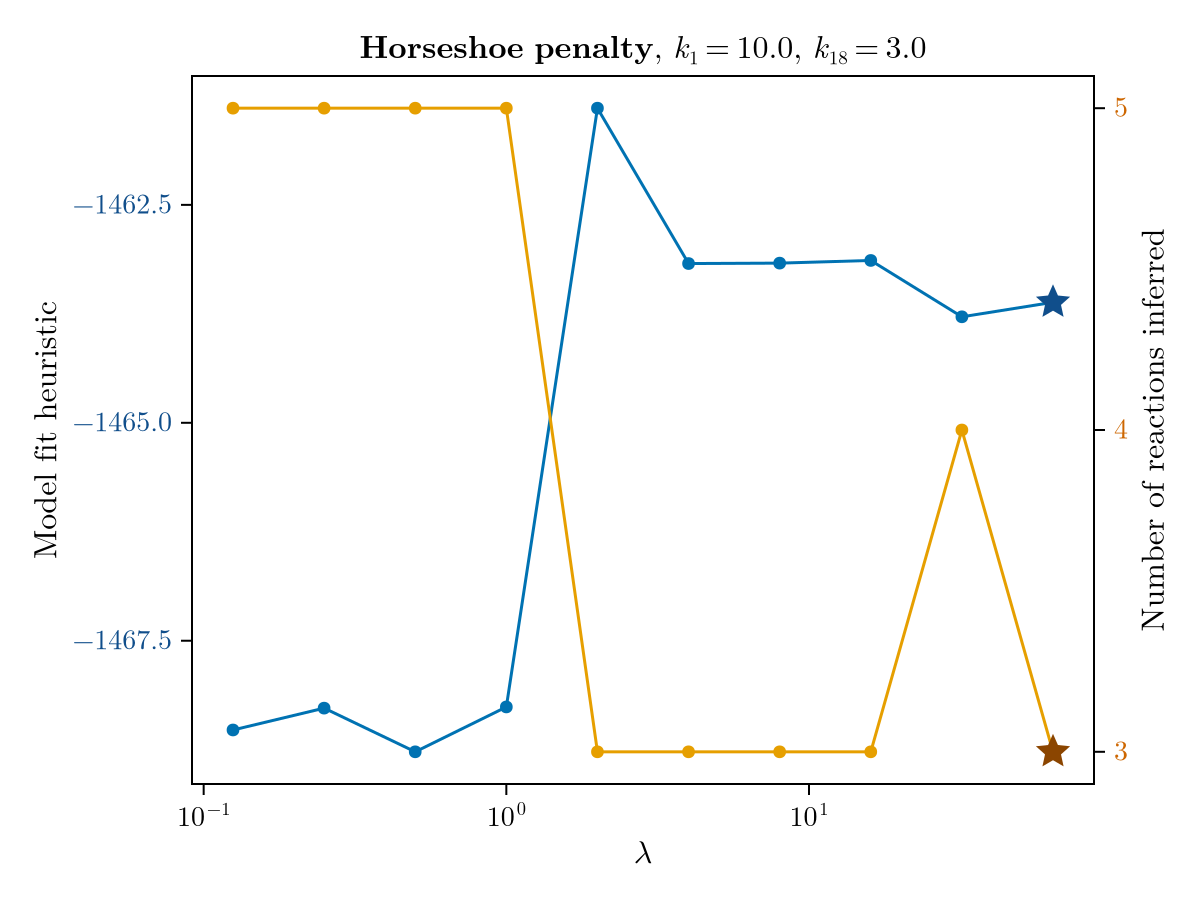 Horseshoe penalty, k₁ = 10.0, k₁₈ = 3.0
Model fit heuristic
−1462.5
−1465.0
−1467.5
5
4
3
Number of reactions inferred
10⁻¹
10⁰
10¹
λ